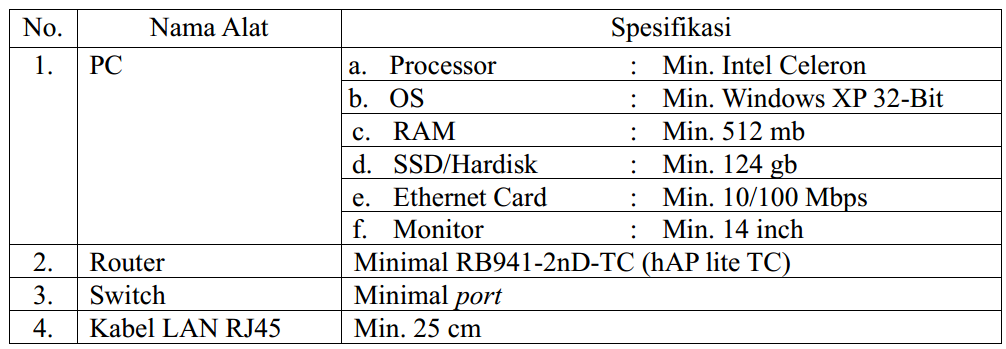 No. Nama Alat Spesifikasi
1. PC a. Processor : Min. Intel Celeron
b. OS : Min. Windows XP 32-Bit
c. RAM : Min. 512 mb
d. SSD/Hardisk : Min. 124 gb
e. Ethernet Card : Min. 10/100 Mbps
f. Monitor : Min. 14 inch
2. Router Minimal RB941-2nD-TC (hAP lite TC)
3. Switch Minimal port
4. Kabel LAN RJ45 Min. 25 cm